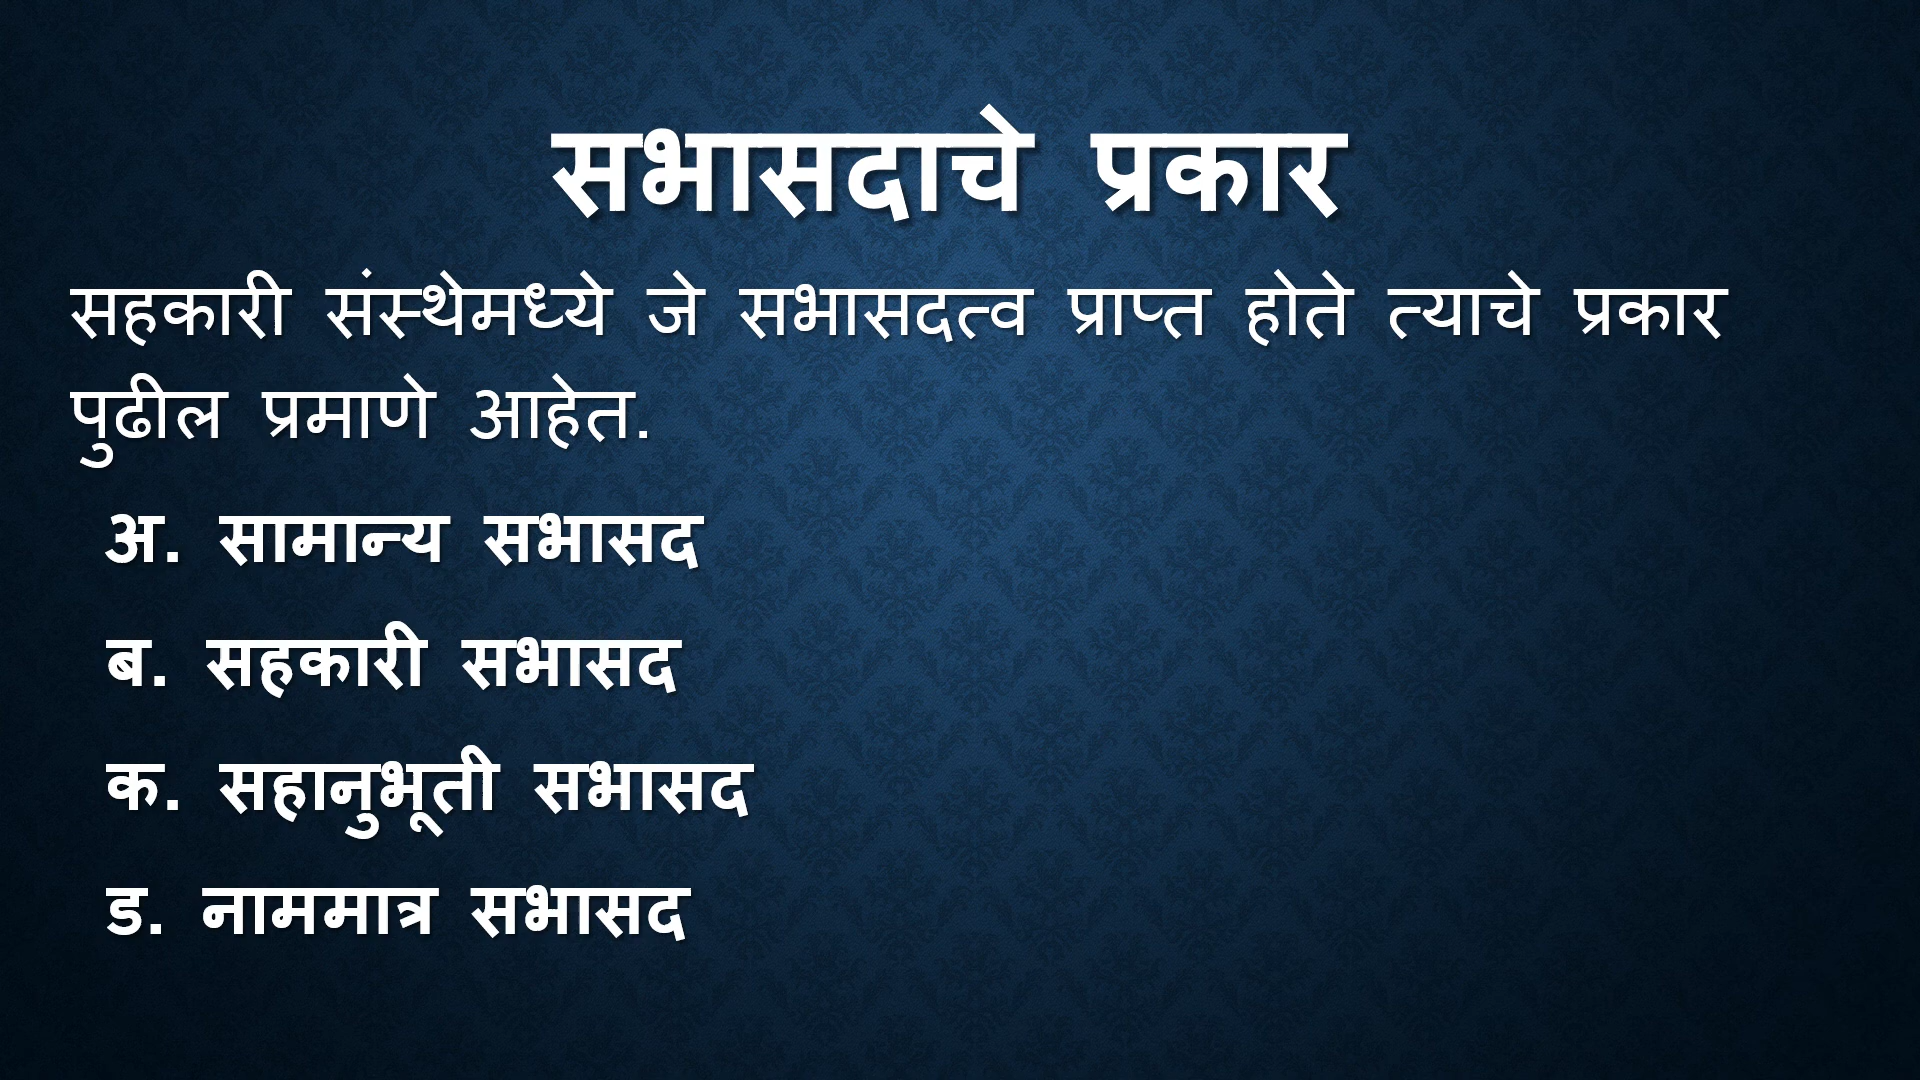 सभासदाचे प्रकार
सहकारी संस्थेमध्ये जे सभासदत्व प्राप्त होते त्याचे प्रकार
पुढील प्रमाणे आहेत.
अ. सामान्य सभासद
ब. सहकारी सभासद
क. सहानुभूती सभासद
ड. नाममात्र सभासद